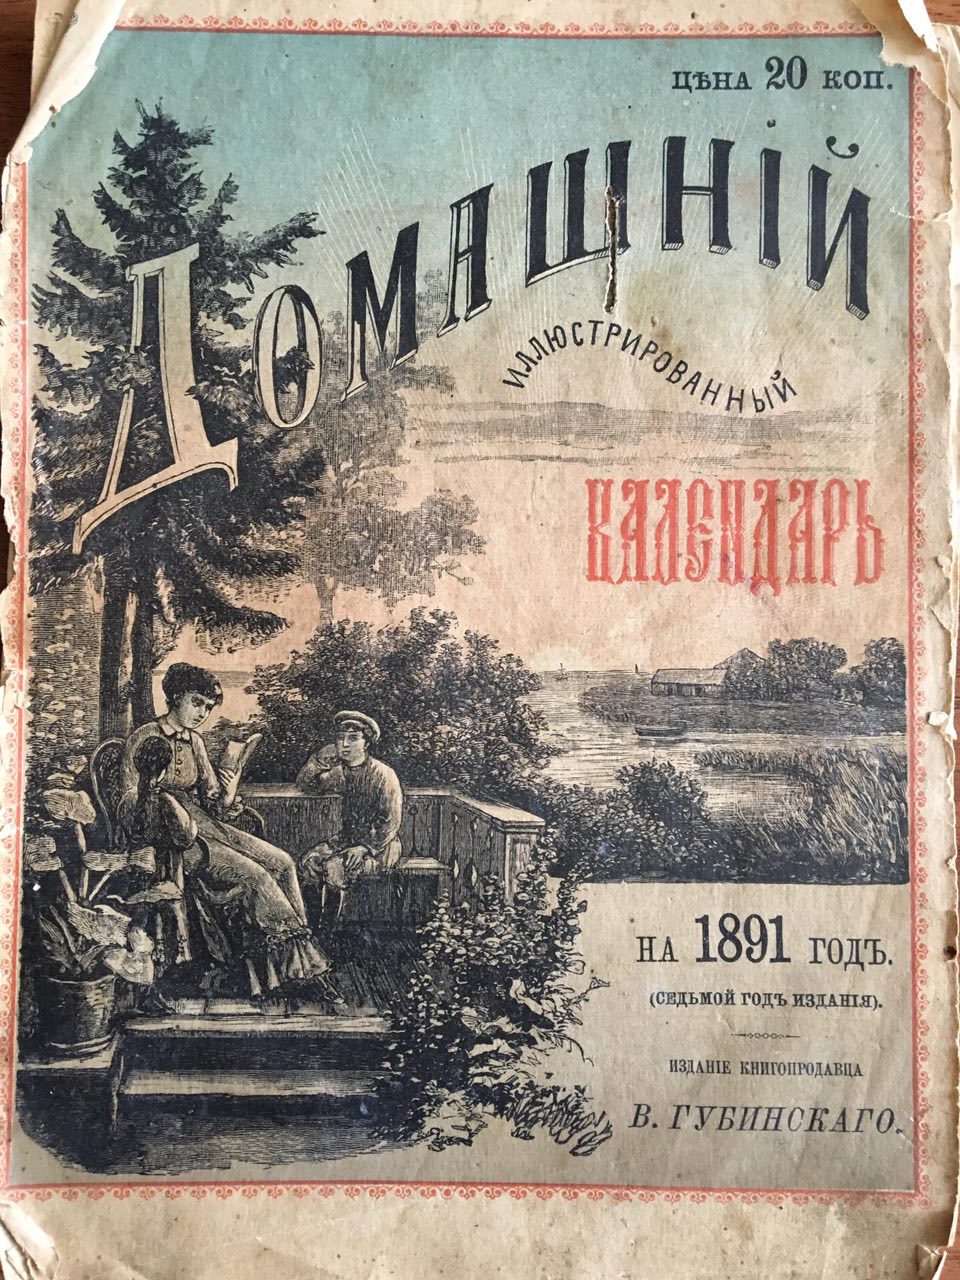 ЦѢНА 20 КОП.
ДОМАШНІЙ
ИЛЛЮСТРИРОВАННЫЙ
КАЛЕНДАРЬ
НА 1891 ГОДЪ.
(СЕДЬМОЙ ГОДЪ ИЗДАНІЯ).
ИЗДАНІЕ КНИГОПРОДАВЦА
В. ГУБИНСКАГО.